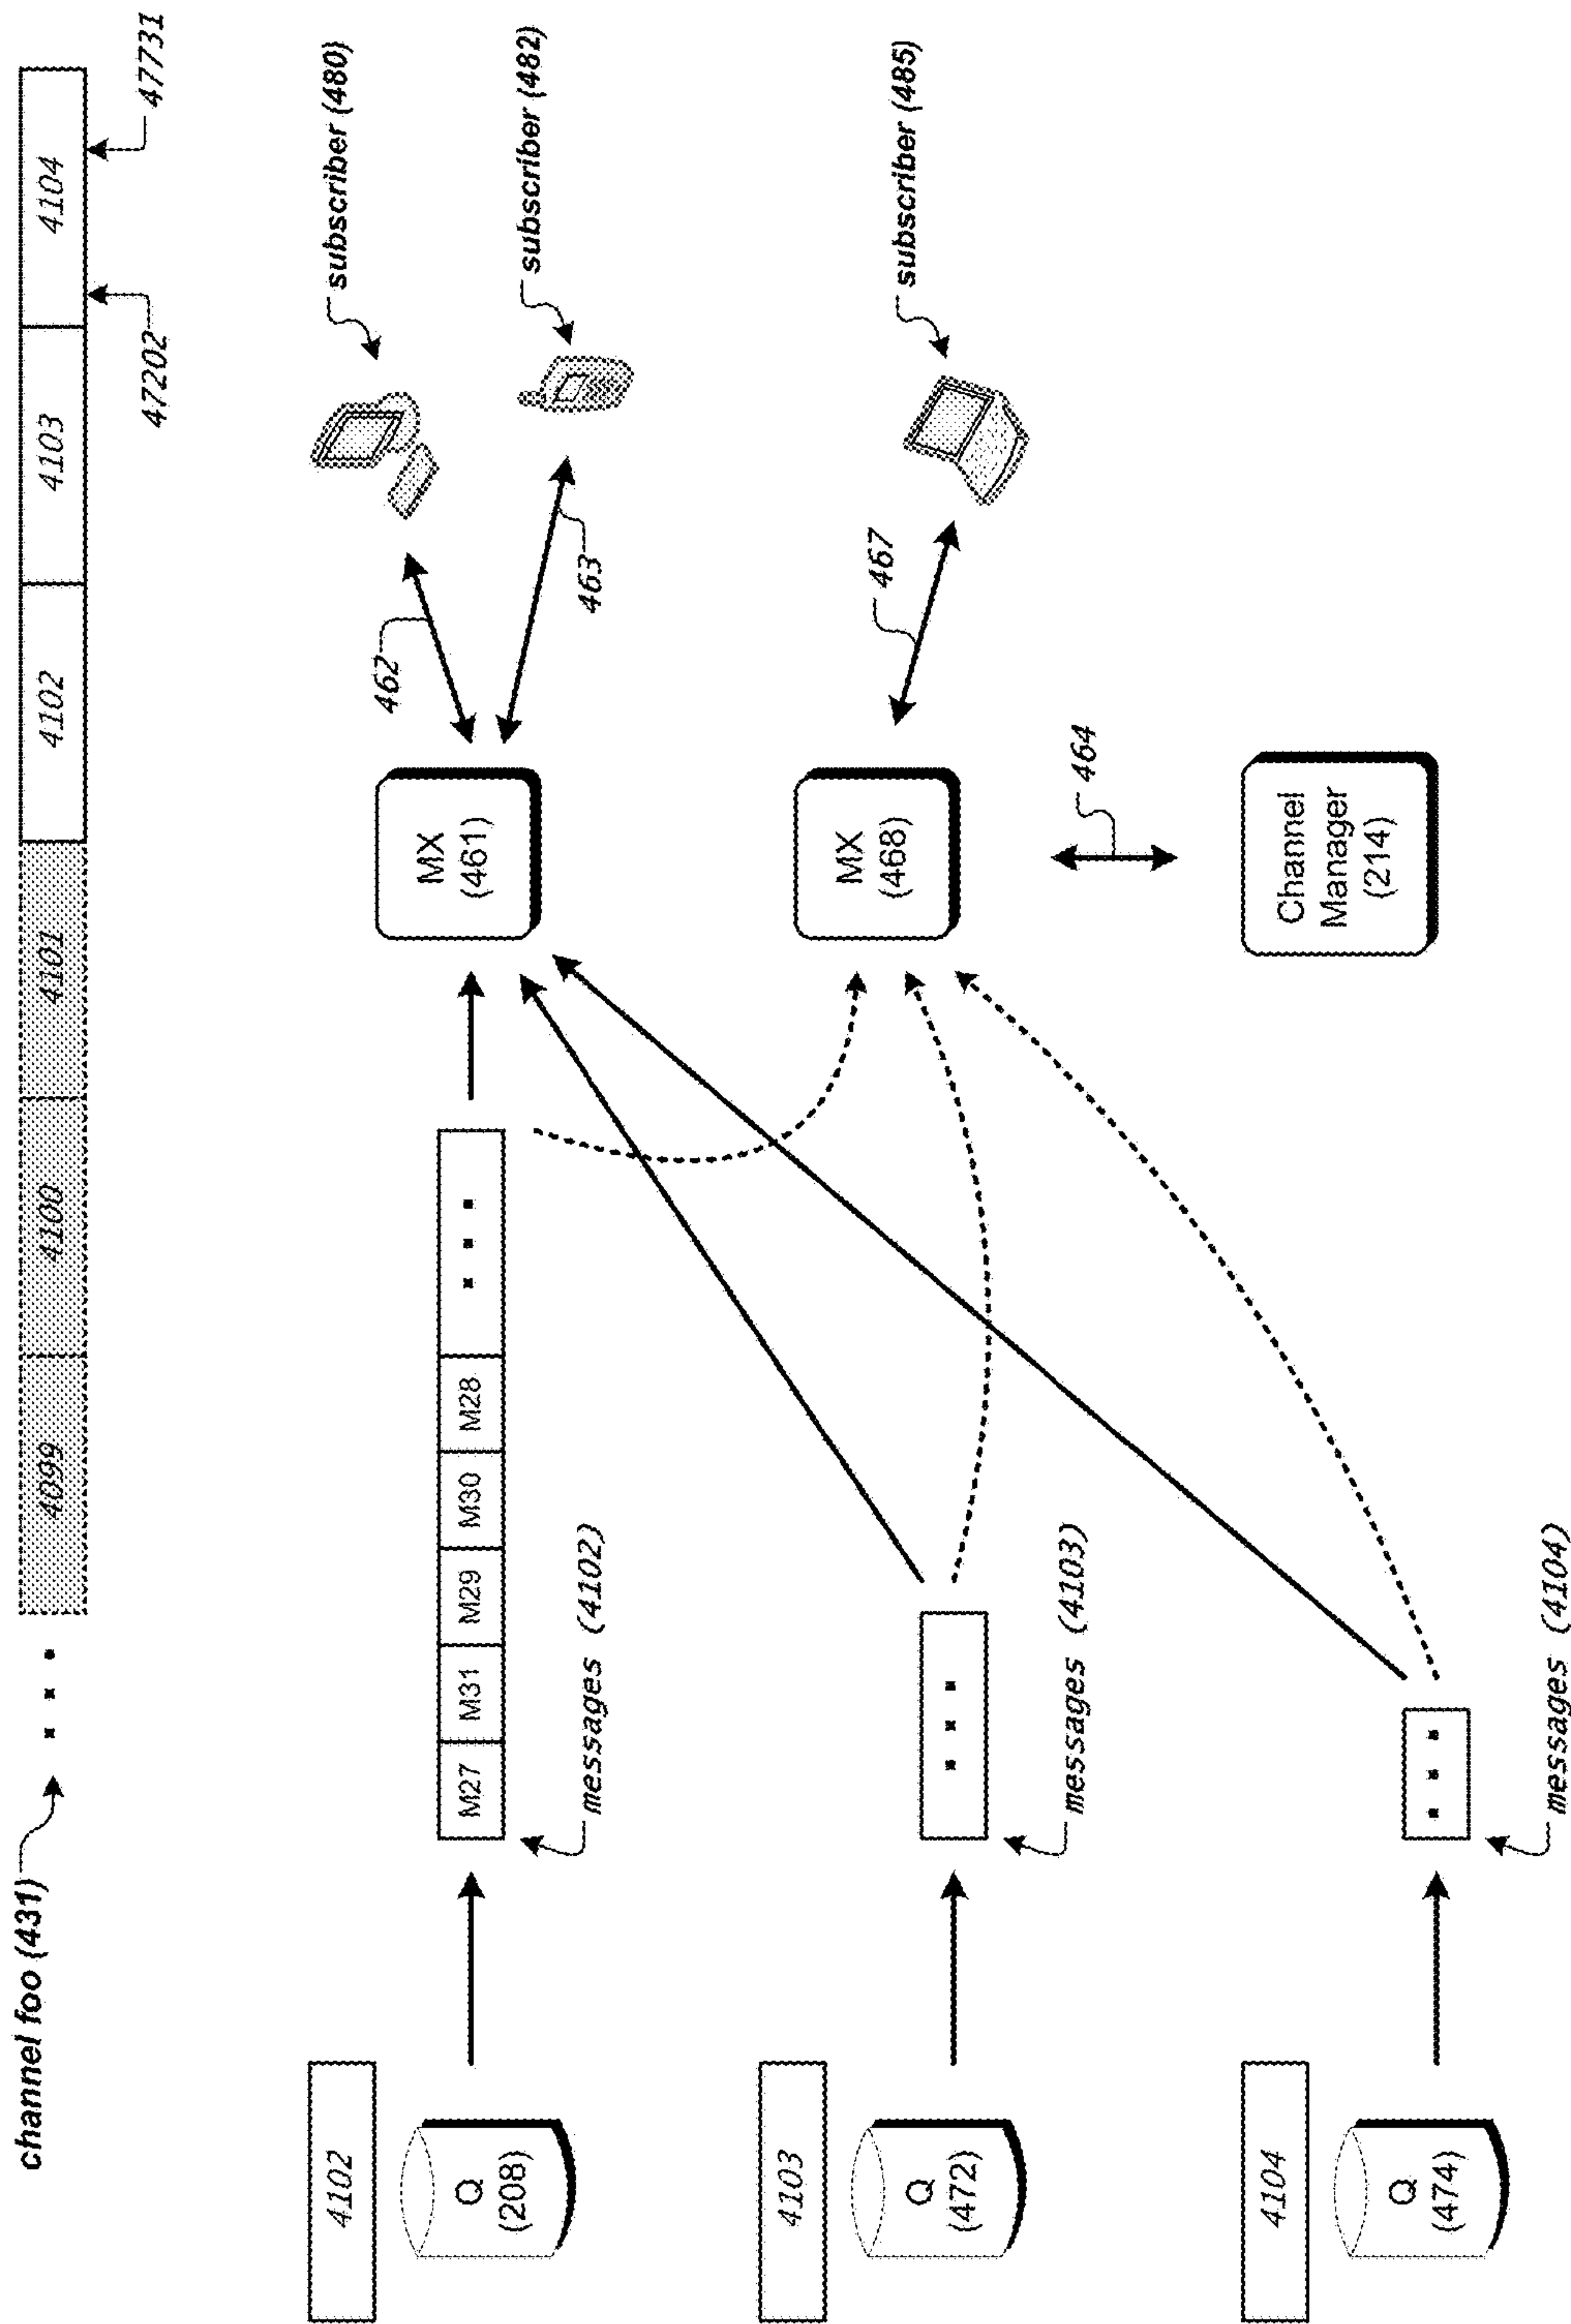 channel foo (431)
4099
4100
4101
4102
4103
4104
47202
47731
4102
Q
(208)
M27
M31
M29
M30
M28
messages (4102)
MX
(461)
462
463
subscriber (480)
subscriber (482)
4103
Q
(472)
messages (4103)
MX
(468)
467
subscriber (485)
464
4104
Q
(474)
messages (4104)
Channel
Manager
(214)